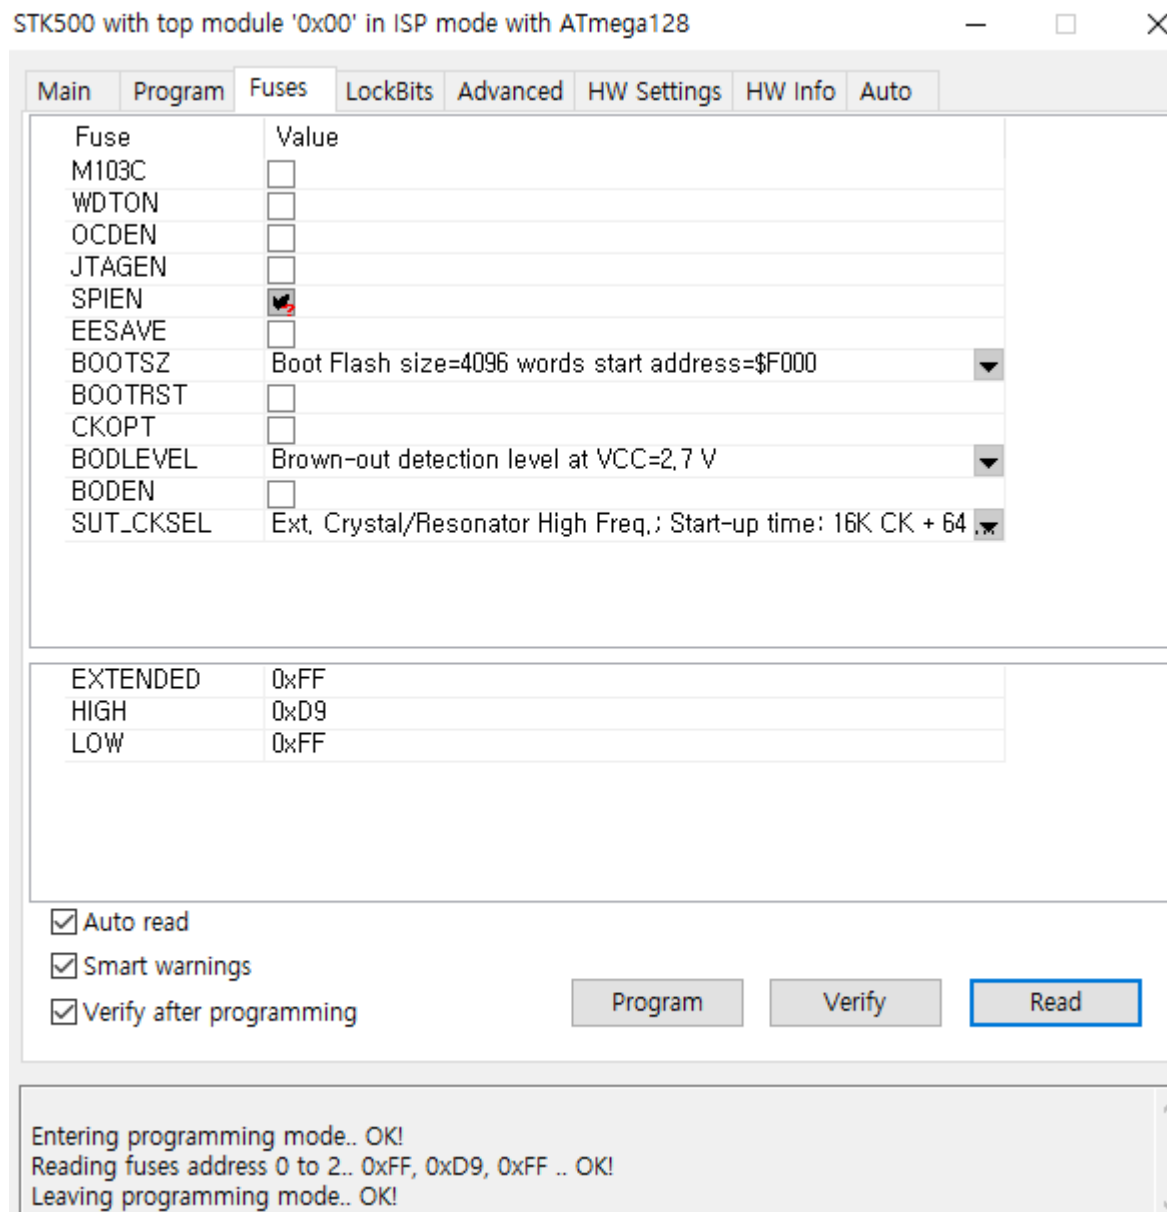 STK500 with top module '0x00' in ISP mode with ATmega128
Main Program Fuses LockBits Advanced HW Settings HW Info Auto
Fuse Value
M103C
WDTON
OCDEN
JTAGEN
SPIEN
EESAVE
BOOTSZ Boot Flash size=4096 words start address=$F000
BOOTRST
CKOPT
BODLEVEL Brown-out detection level at VCC=2,7 V
BODEN
SUT_CKSEL Ext, Crystal/Resonator High Freq,; Start-up time: 16K CK + 64 ...
EXTENDED 0xFF
HIGH 0xD9
LOW 0xFF
Auto read
Smart warnings
Verify after programming
Program Verify Read
Entering programming mode.. OK!
Reading fuses address 0 to 2.. 0xFF, 0xD9, 0xFF .. OK!
Leaving programming mode.. OK!